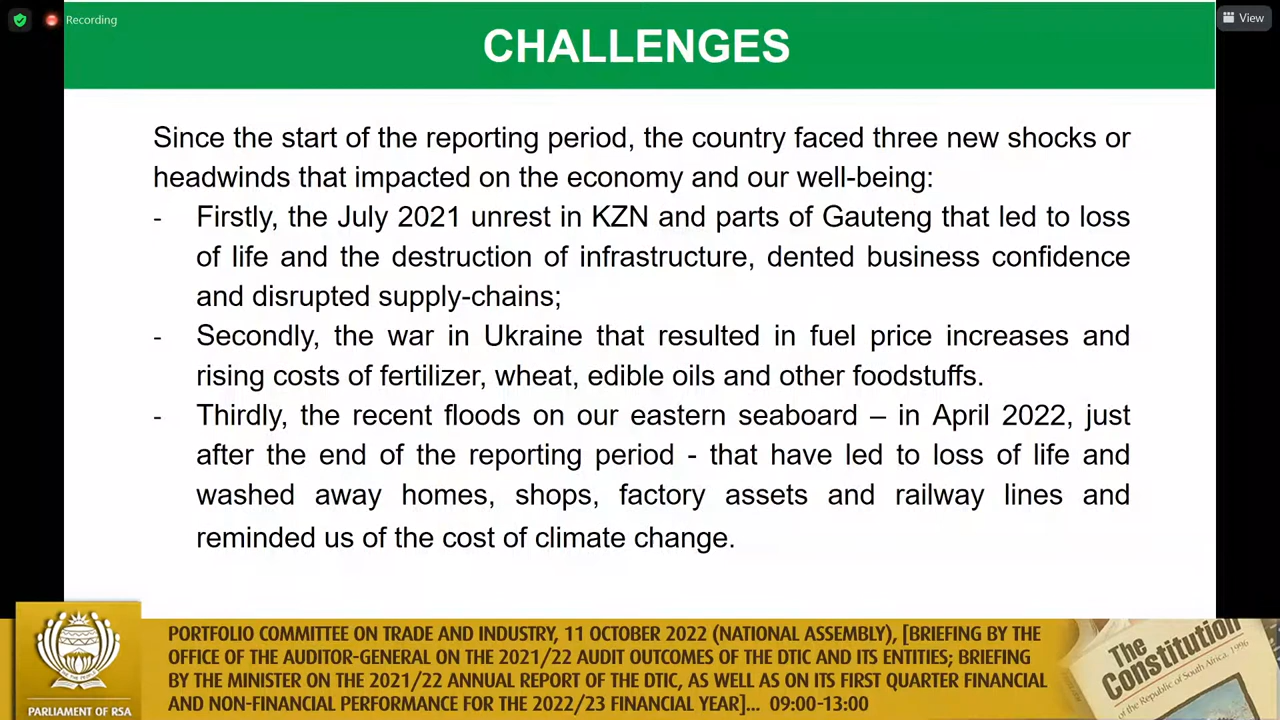 Recording
View
CHALLENGES
Since the start of the reporting period, the country faced three new shocks or
headwinds that impacted on the economy and our well-being:
- Firstly, the July 2021 unrest in KZN and parts of Gauteng that led to loss
of life and the destruction of infrastructure, dented business confidence
and disrupted supply-chains;
- Secondly, the war in Ukraine that resulted in fuel price increases and
rising costs of fertilizer, wheat, edible oils and other foodstuffs.
- Thirdly, the recent floods on our eastern seaboard – in April 2022, just
after the end of the reporting period - that have led to loss of life and
washed away homes, shops, factory assets and railway lines and
reminded us of the cost of climate change.
PORTFOLIO COMMITTEE ON TRADE AND INDUSTRY, 11 OCTOBER 2022 (NATIONAL ASSEMBLY), [BRIEFING BY THE
OFFICE OF THE AUDITOR-GENERAL ON THE 2021/22 AUDIT OUTCOMES OF THE DTIC AND ITS ENTITIES; BRIEFING
BY THE MINISTER ON THE 2021/22 ANNUAL REPORT OF THE DTIC, AS WELL AS ON ITS FIRST QUARTER FINANCIAL
AND NON-FINANCIAL PERFORMANCE FOR THE 2022/23 FINANCIAL YEAR]... 09:00-13:00
PARLIAMENT OF RSA
The
Constitution
of the Republic of South Africa, 1996